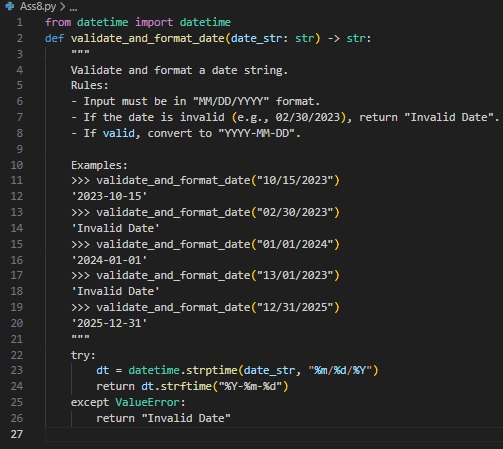 Ass8.py > ...
1 from datetime import datetime
2 def validate_and_format_date(date_str: str) -> str:
3     """
4     Validate and format a date string.
5     Rules:
6     - Input must be in "MM/DD/YYYY" format.
7     - If the date is invalid (e.g., 02/30/2023), return "Invalid Date".
8     - If valid, convert to "YYYY-MM-DD".
9
10     Examples:
11     >>> validate_and_format_date("10/15/2023")
12     '2023-10-15'
13     >>> validate_and_format_date("02/30/2023")
14     'Invalid Date'
15     >>> validate_and_format_date("01/01/2024")
16     '2024-01-01'
17     >>> validate_and_format_date("13/01/2023")
18     'Invalid Date'
19     >>> validate_and_format_date("12/31/2025")
20     '2025-12-31'
21     """
22     try:
23         dt = datetime.strptime(date_str, "%m/%d/%Y")
24         return dt.strftime("%Y-%m-%d")
25     except ValueError:
26         return "Invalid Date"
27